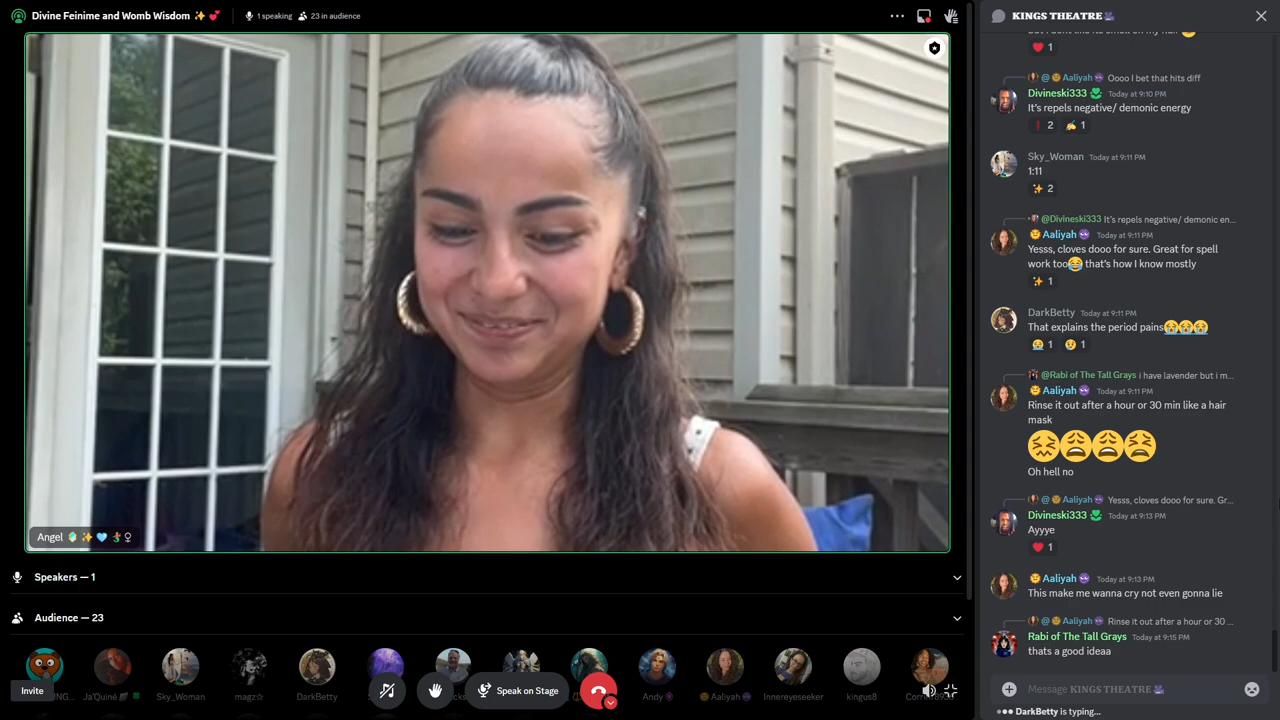 Divine Feinime and Womb Wisdom ✨ 💕
1 speaking
23 in audience
Angel
Speakers — 1
Audience — 23
Ja'Quiné
Sky_Woman
magz☆
DarkBetty
Andy
Aaliyah
Innereyeseeker
kingus8
Invite
Speak on Stage
KINGS THEATRE
❤️ 1
@ Aaliyah Oooo I bet that hits diff
Divineski333 Today at 9:10 PM
It's repels negative/ demonic energy
❗ 2 ✍️ 1
Sky_Woman Today at 9:11 PM
1:11
✨ 2
@Divineski333 It's repels negative/ demonic en...
Aaliyah Today at 9:11 PM
Yesss, cloves dooo for sure. Great for spell
work too😂 that's how I know mostly
✨ 1
DarkBetty Today at 9:11 PM
That explains the period pains😭😭😭
😭 1 😢 1
@Rabi of The Tall Grays i have lavender but i m...
Aaliyah Today at 9:11 PM
Rinse it out after a hour or 30 min like a hair
mask
😖😩😩😫
Oh hell no
@ Aaliyah Yesss, cloves dooo for sure. Gr...
Divineski333 Today at 9:13 PM
Ayyye
❤️ 1
Aaliyah Today at 9:13 PM
This make me wanna cry not even gonna lie
@ Aaliyah Rinse it out after a hour or 30 ...
Rabi of The Tall Grays Today at 9:15 PM
thats a good ideaa
Message KINGS THEATRE
DarkBetty is typing...